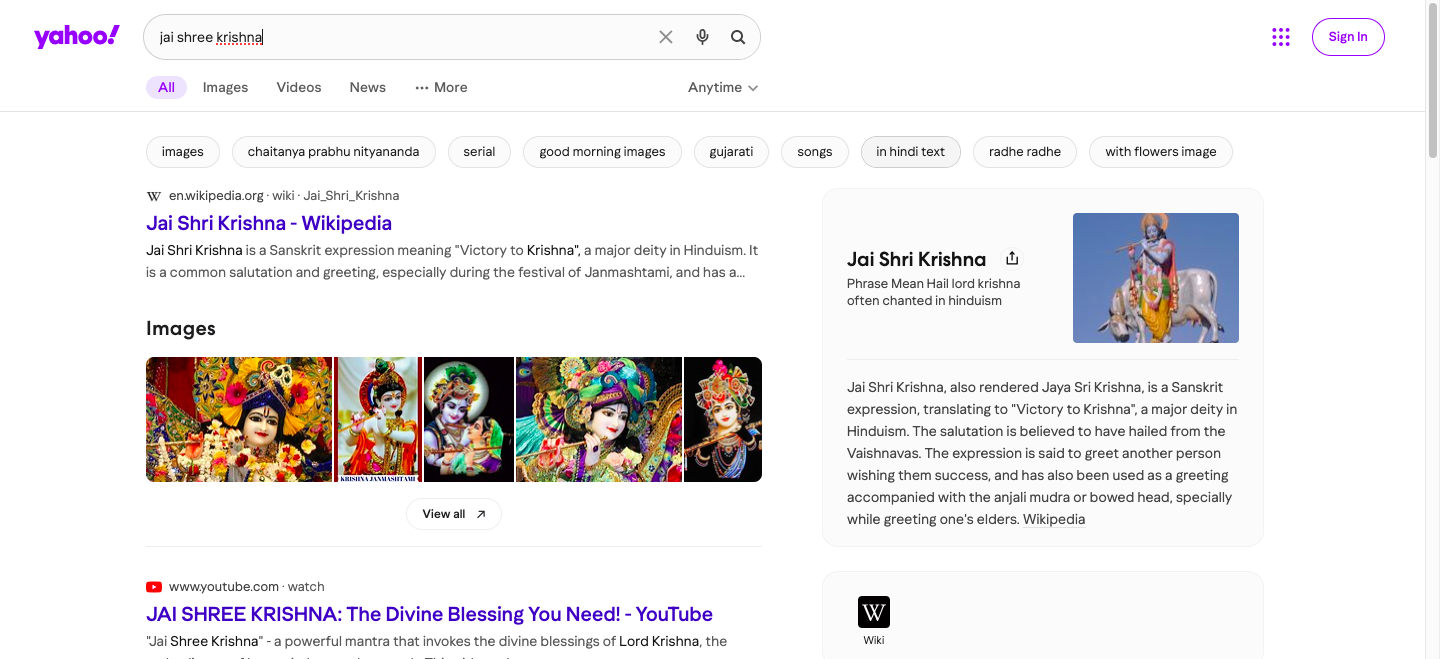 yahoo!
jai shree krishna
Sign In
All
Images
Videos
News
More
Anytime
images
chaitanya prabhu nityananda
serial
good morning images
gujarati
songs
in hindi text
radhe radhe
with flowers image
en.wikipedia.org · wiki · Jai_Shri_Krishna
Jai Shri Krishna - Wikipedia
Jai Shri Krishna is a Sanskrit expression meaning "Victory to Krishna", a major deity in Hinduism. It
is a common salutation and greeting, especially during the festival of Janmashtami, and has a...
Images
KRISHNA JANMASHTAMI
View all
www.youtube.com · watch
JAI SHREE KRISHNA: The Divine Blessing You Need! - YouTube
"Jai Shree Krishna" - a powerful mantra that invokes the divine blessings of Lord Krishna, the
Jai Shri Krishna
Phrase Mean Hail lord krishna
often chanted in hinduism
Jai Shri Krishna, also rendered Jaya Sri Krishna, is a Sanskrit
expression, translating to "Victory to Krishna", a major deity in
Hinduism. The salutation is believed to have hailed from the
Vaishnavas. The expression is said to greet another person
wishing them success, and has also been used as a greeting
accompanied with the anjali mudra or bowed head, specially
while greeting one's elders. Wikipedia
W
Wiki